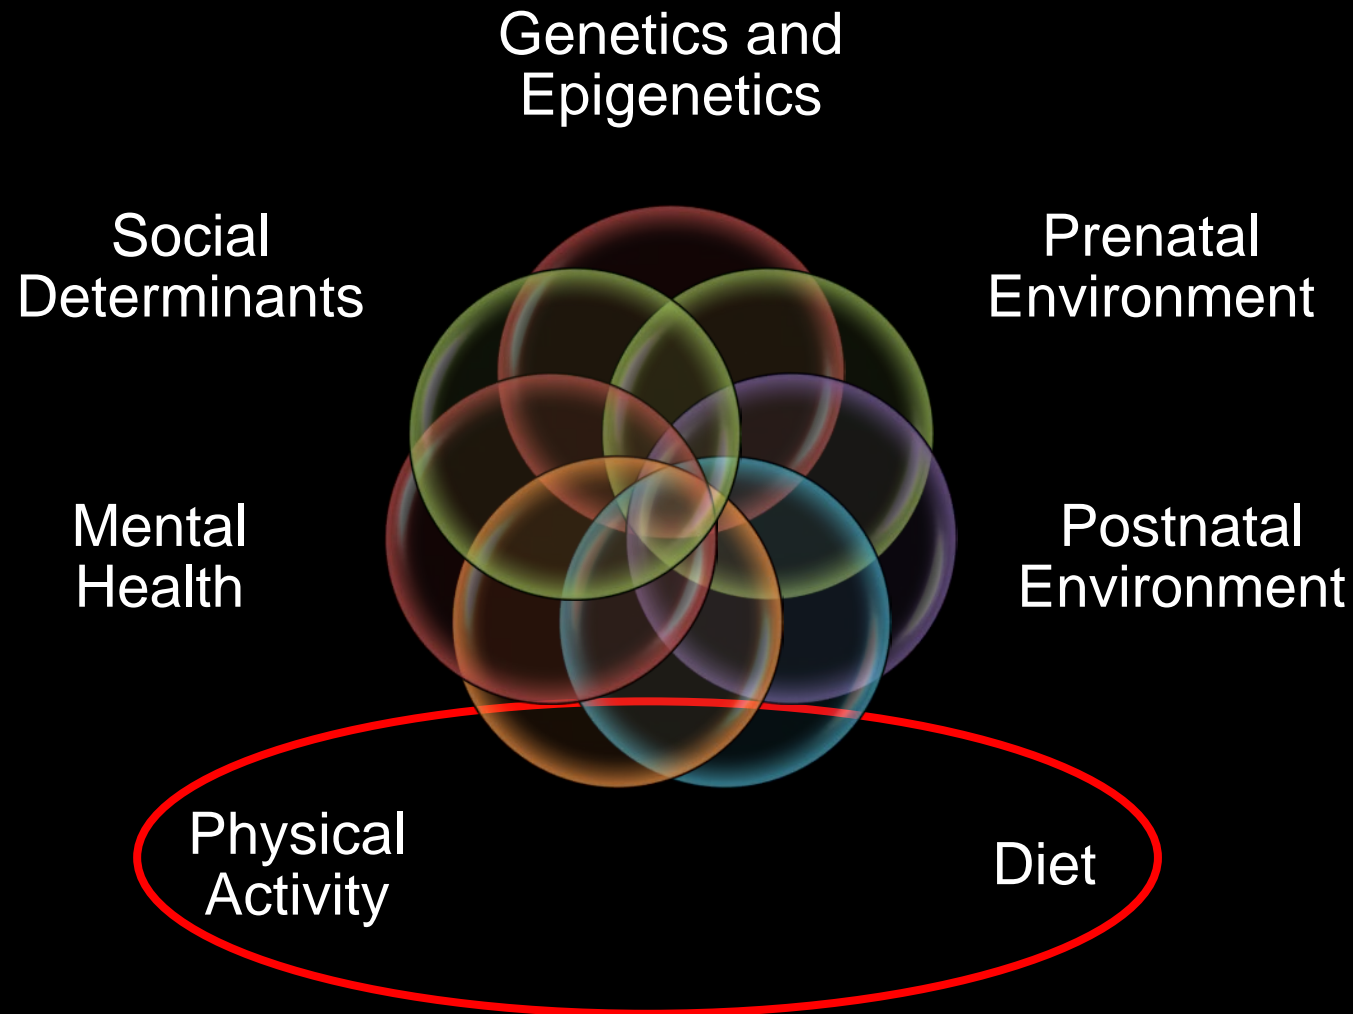 Genetics and
Epigenetics
Social
Determinants
Prenatal
Environment
Mental
Health
Postnatal
Environment
Physical
Activity
Diet